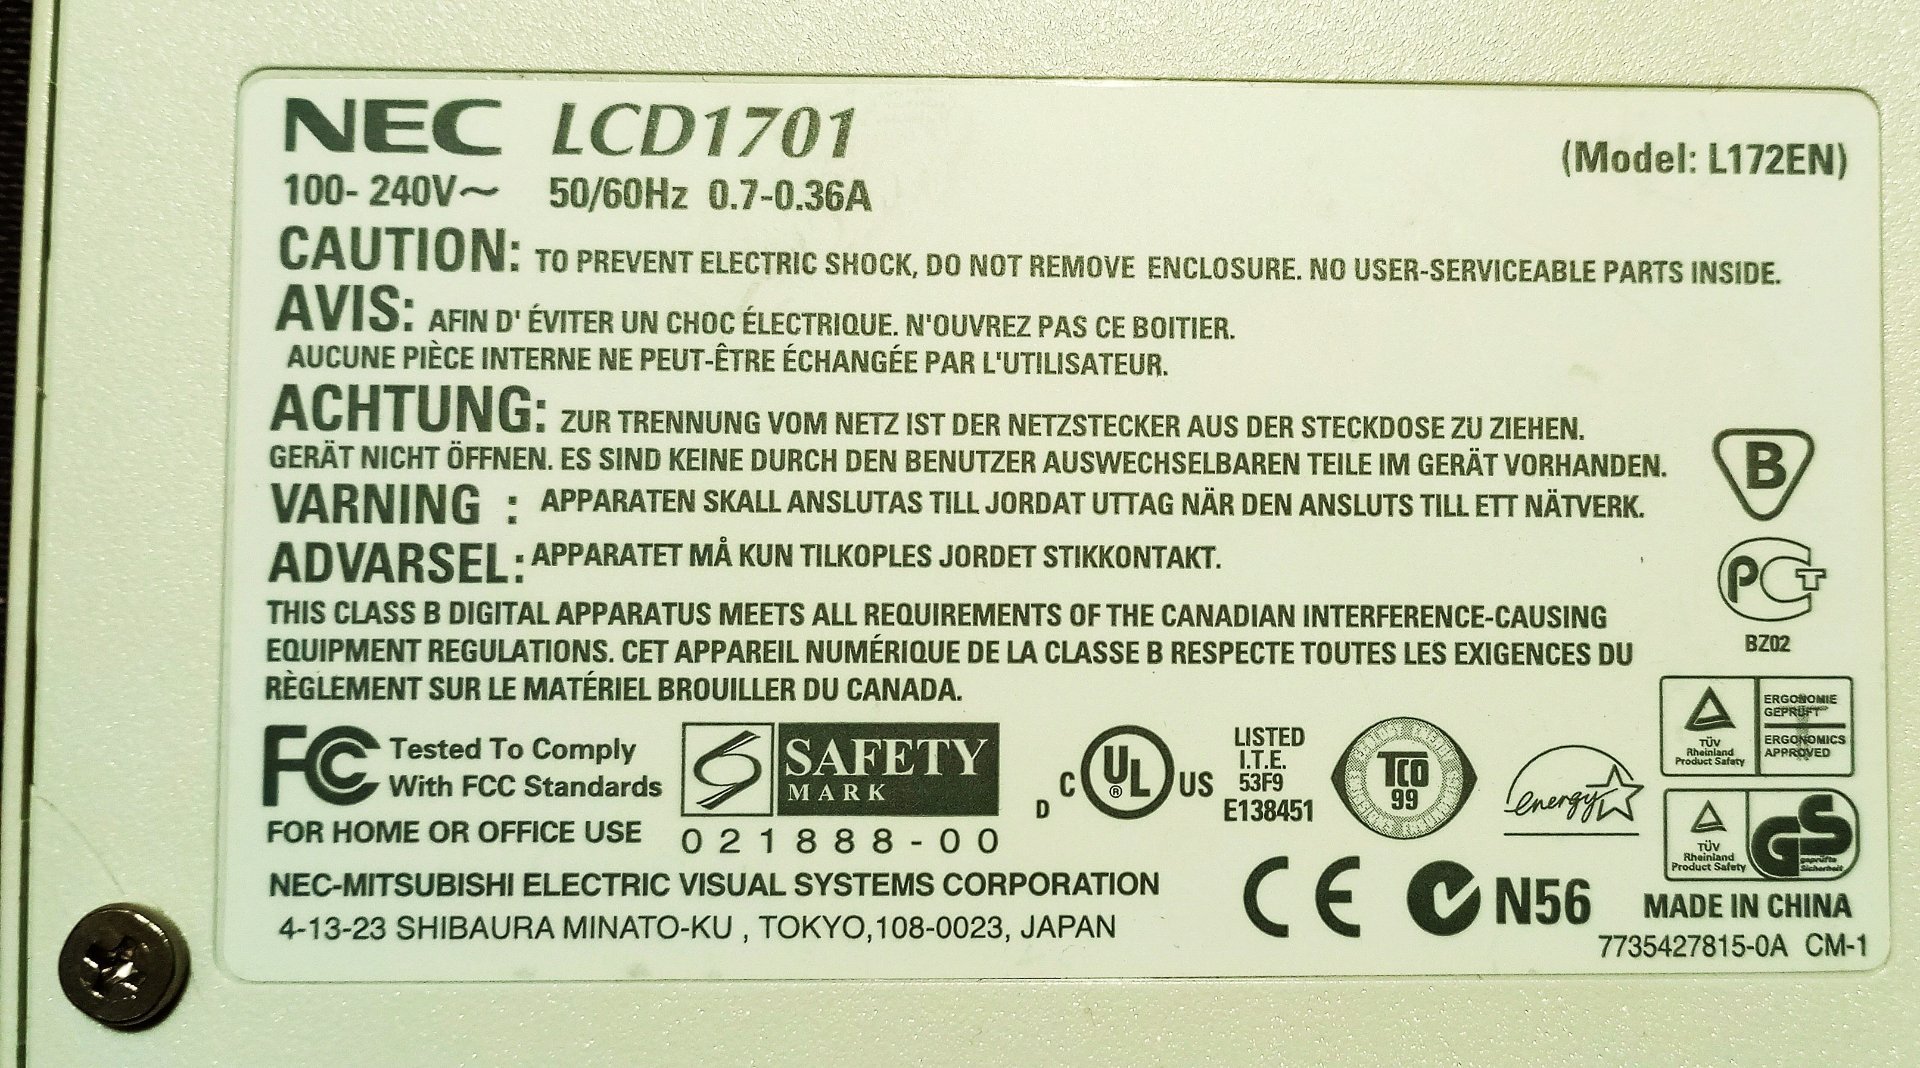 NEC LCD1701
(Model: L172EN)
100- 240V~ 50/60Hz 0.7-0.36A
CAUTION: TO PREVENT ELECTRIC SHOCK, DO NOT REMOVE ENCLOSURE. NO USER-SERVICEABLE PARTS INSIDE.
AVIS: AFIN D' ÉVITER UN CHOC ÉLECTRIQUE. N'OUVREZ PAS CE BOITIER.
AUCUNE PIÈCE INTERNE NE PEUT-ÊTRE ÉCHANGÉE PAR L'UTILISATEUR.
ACHTUNG: ZUR TRENNUNG VOM NETZ IST DER NETZSTECKER AUS DER STECKDOSE ZU ZIEHEN.
GERÄT NICHT ÖFFNEN. ES SIND KEINE DURCH DEN BENUTZER AUSWECHSELBAREN TEILE IM GERÄT VORHANDEN.
VARNING : APPARATEN SKALL ANSLUTAS TILL JORDAT UTTAG NÄR DEN ANSLUTS TILL ETT NÄTVERK.
ADVARSEL: APPARATET MÅ KUN TILKOPLES JORDET STIKKONTAKT.
THIS CLASS B DIGITAL APPARATUS MEETS ALL REQUIREMENTS OF THE CANADIAN INTERFERENCE-CAUSING
EQUIPMENT REGULATIONS. CET APPAREIL NUMÉRIQUE DE LA CLASSE B RESPECTE TOUTES LES EXIGENCES DU
RÈGLEMENT SUR LE MATÉRIEL BROUILLER DU CANADA.
B
PCT
BZ02
FC Tested To Comply
With FCC Standards
FOR HOME OR OFFICE USE
S SAFETY
MARK
021888-00
D
C UL® US
LISTED
I.T.E.
53F9
E138451
TCO
99
energy
TÜV
Rheinland
Product Safety
ERGONOMIE
GEPRÜFT
ERGONOMICS
APPROVED
TÜV
Rheinland
Product Safety
GS
geprüfte
Sicherheit
NEC-MITSUBISHI ELECTRIC VISUAL SYSTEMS CORPORATION
4-13-23 SHIBAURA MINATO-KU , TOKYO,108-0023, JAPAN
CE
N56
MADE IN CHINA
7735427815-0A CM-1